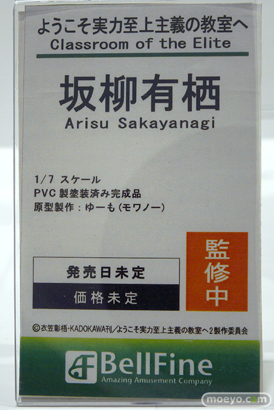 ようこそ実力至上主義の教室へ
Classroom of the Elite
坂柳有栖
Arisu Sakayanagi
1/7 スケール
PVC製塗装済み完成品
原型製作：ゆーも(モワノー)
監修中
発売日未定
価格未定
©衣笠彰梧・KADOKAWA刊／ようこそ実力至上主義の教室へ2製作委員会
BellFine
Amazing Amusement Company
moeyo.com